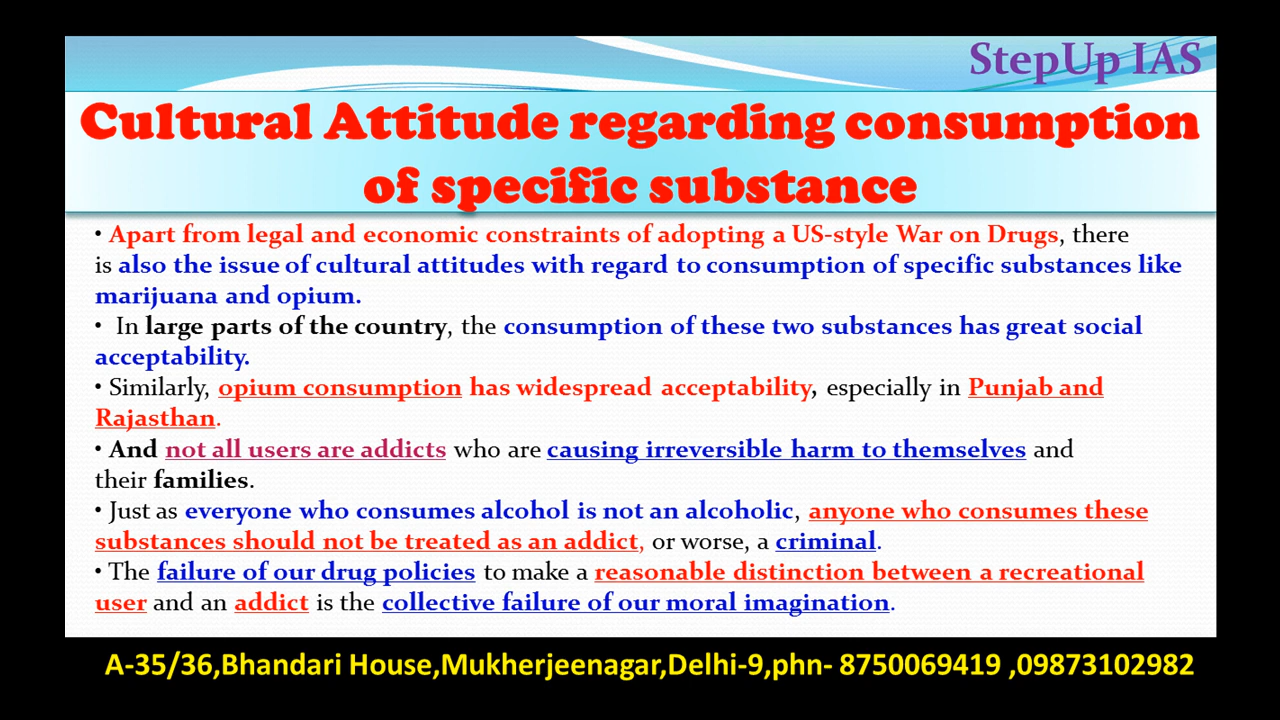 StepUp IAS
Cultural Attitude regarding consumption
of specific substance
• Apart from legal and economic constraints of adopting a US-style War on Drugs, there
is also the issue of cultural attitudes with regard to consumption of specific substances like
marijuana and opium.
• In large parts of the country, the consumption of these two substances has great social
acceptability.
• Similarly, opium consumption has widespread acceptability, especially in Punjab and
Rajasthan.
• And not all users are addicts who are causing irreversible harm to themselves and
their families.
• Just as everyone who consumes alcohol is not an alcoholic, anyone who consumes these
substances should not be treated as an addict, or worse, a criminal.
• The failure of our drug policies to make a reasonable distinction between a recreational
user and an addict is the collective failure of our moral imagination.
A-35/36,Bhandari House,Mukherjeenagar,Delhi-9,phn- 8750069419 ,09873102982